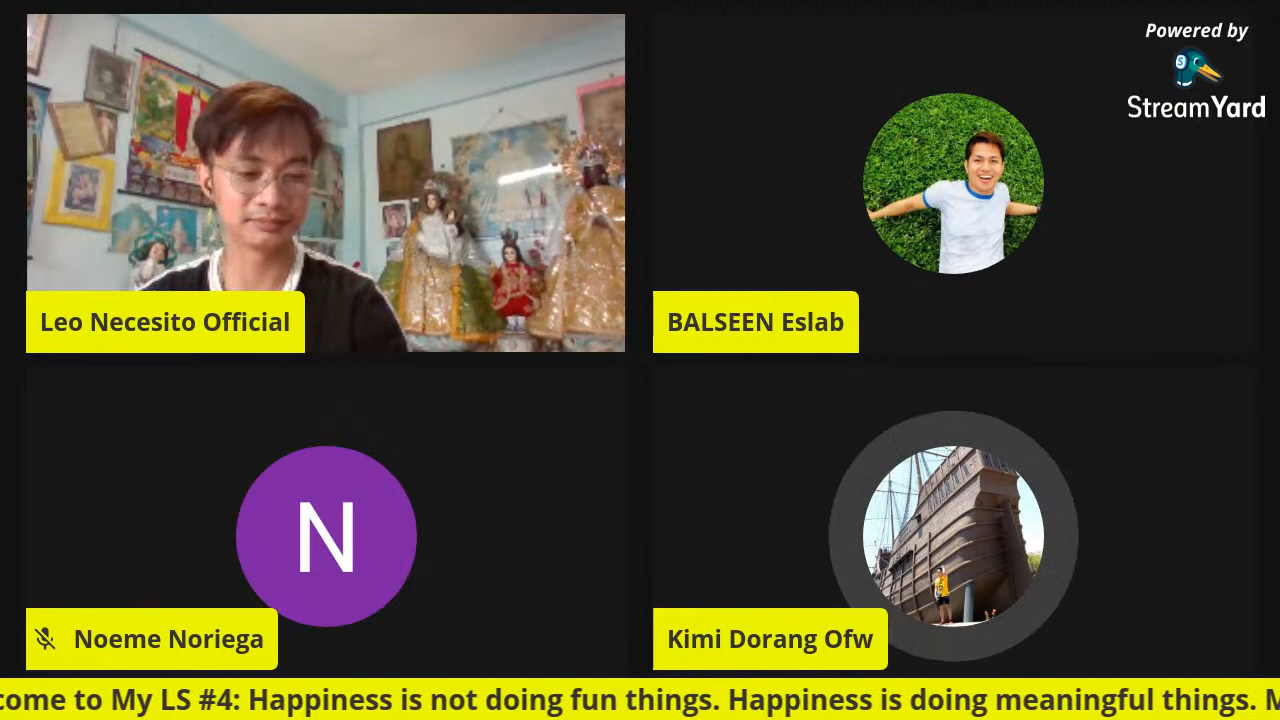 Powered by
StreamYard
Leo Necesito Official
BALSEEN Eslab
N
Noeme Noriega
Kimi Dorang Ofw
come to My LS #4: Happiness is not doing fun things. Happiness is doing meaningful things. M